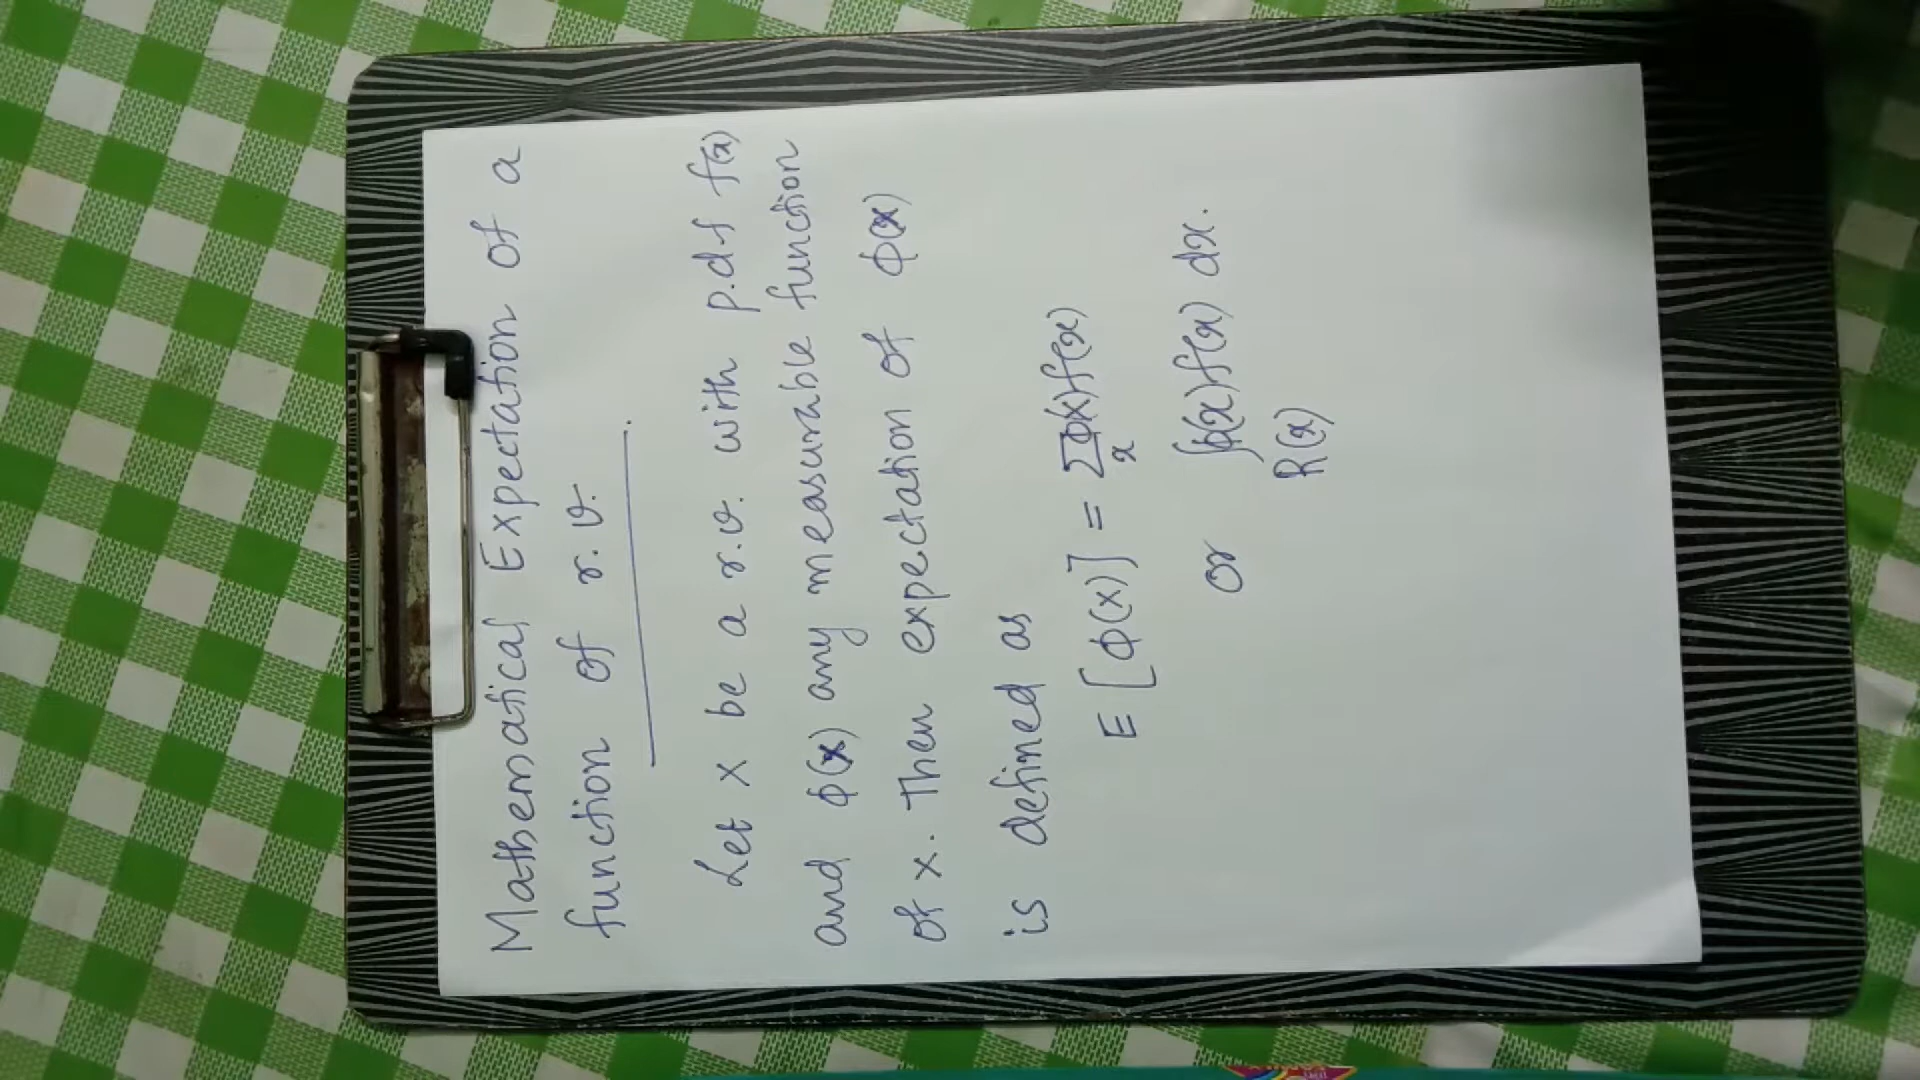 Mathematical Expectation of a
function of r.v.
Let X be a r.v. with p.d.f f(x)
and ϕ(X) any measurable function
of X. Then expectation of ϕ(X)
is defined as
E[ϕ(X)] = Σϕ(x)f(x)
x
or ∫ϕ(x)f(x) dx.
R(x)